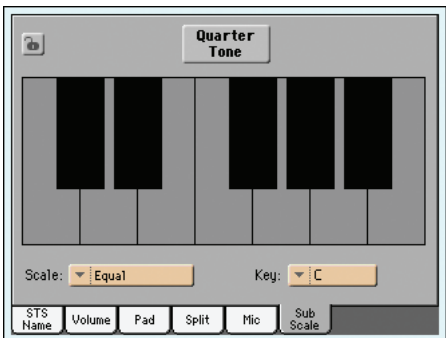 Quarter
Tone
Scale: Equal Key: C
STS
Name Volume Pad Split Mic Sub
Scale